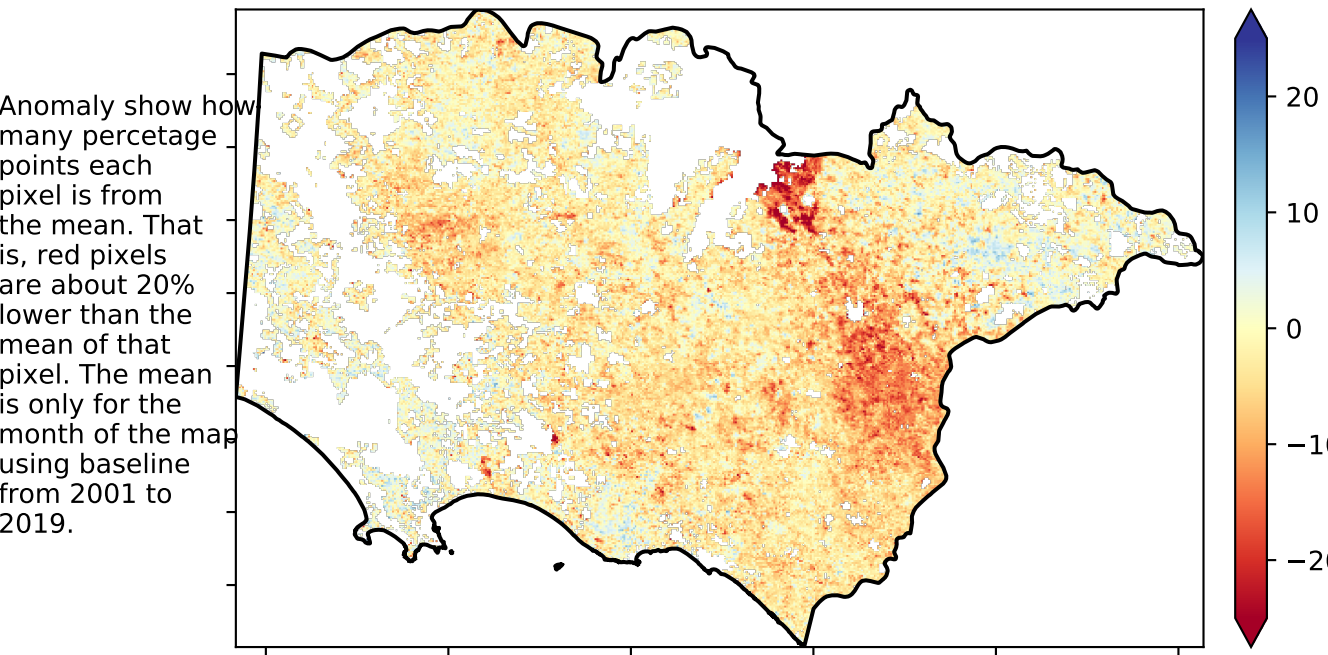 Anomaly show how
many percetage
points each
pixel is from
the mean. That
is, red pixels
are about 20%
lower than the
mean of that
pixel. The mean
is only for the
month of the map
using baseline
from 2001 to
2019.
20
10
0
−10
−20